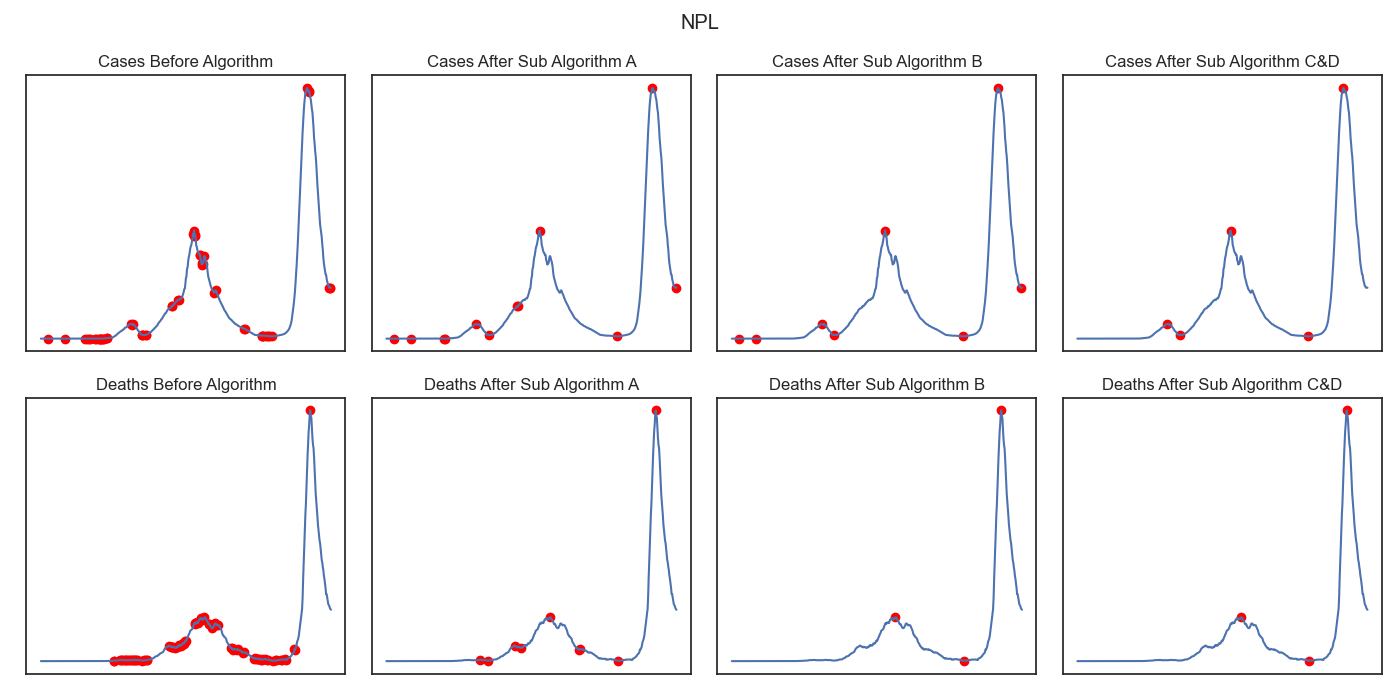 NPL
Cases Before Algorithm
Cases After Sub Algorithm A
Cases After Sub Algorithm B
Cases After Sub Algorithm C&D
Deaths Before Algorithm
Deaths After Sub Algorithm A
Deaths After Sub Algorithm B
Deaths After Sub Algorithm C&D